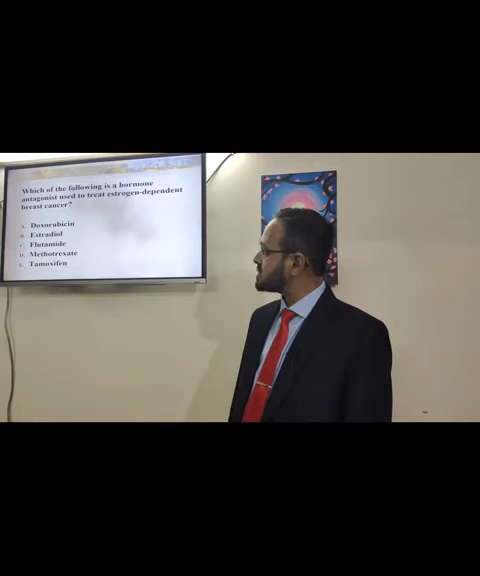 Which of the following is a hormone
antagonist used to treat estrogen-dependent
breast cancer?
A. Doxorubicin
B. Estradiol
C. Flutamide
D. Methotrexate
E. Tamoxifen